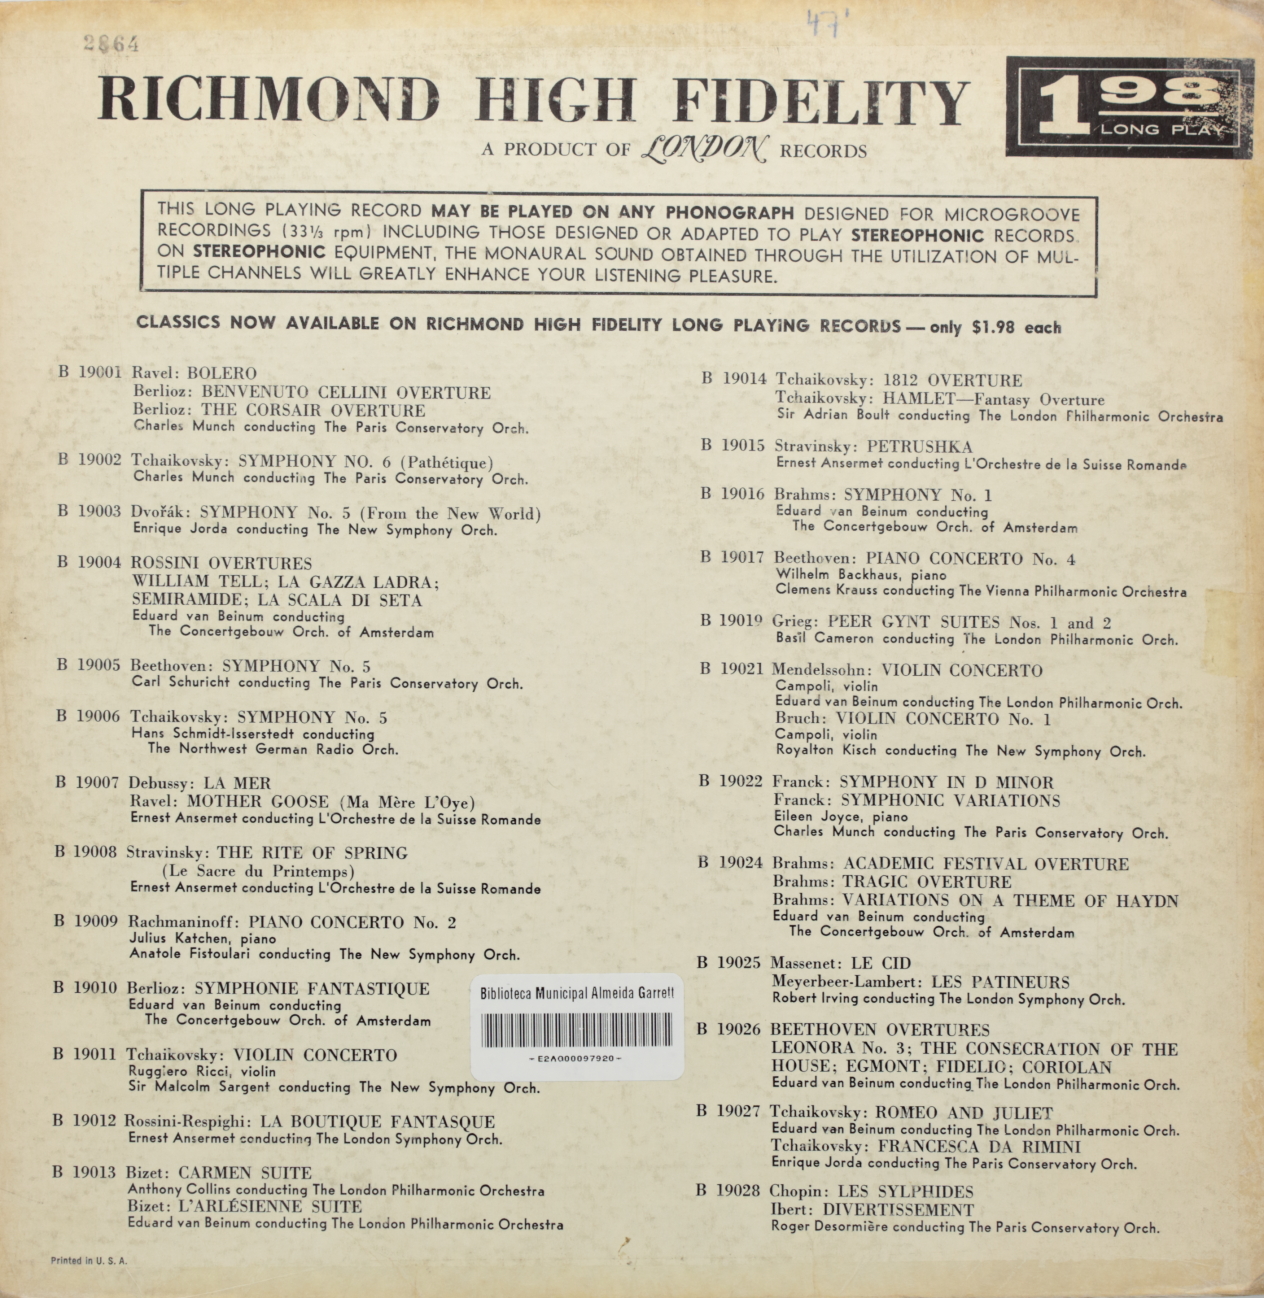 47'
2864
RICHMOND HIGH FIDELITY
198
LONG PLAY
A PRODUCT OF LONDON RECORDS
THIS LONG PLAYING RECORD MAY BE PLAYED ON ANY PHONOGRAPH DESIGNED FOR MICROGROOVE
RECORDINGS (33⅓ rpm) INCLUDING THOSE DESIGNED OR ADAPTED TO PLAY STEREOPHONIC RECORDS.
ON STEREOPHONIC EQUIPMENT, THE MONAURAL SOUND OBTAINED THROUGH THE UTILIZATION OF MUL-
TIPLE CHANNELS WILL GREATLY ENHANCE YOUR LISTENING PLEASURE.
CLASSICS NOW AVAILABLE ON RICHMOND HIGH FIDELITY LONG PLAYING RECORDS — only $1.98 each
B 19001 Ravel: BOLERO
Berlioz: BENVENUTO CELLINI OVERTURE
Berlioz: THE CORSAIR OVERTURE
Charles Munch conducting The Paris Conservatory Orch.
B 19002 Tchaikovsky: SYMPHONY NO. 6 (Pathétique)
Charles Munch conducting The Paris Conservatory Orch.
B 19003 Dvořák: SYMPHONY No. 5 (From the New World)
Enrique Jorda conducting The New Symphony Orch.
B 19004 ROSSINI OVERTURES
WILLIAM TELL; LA GAZZA LADRA;
SEMIRAMIDE; LA SCALA DI SETA
Eduard van Beinum conducting
The Concertgebouw Orch. of Amsterdam
B 19005 Beethoven: SYMPHONY No. 5
Carl Schuricht conducting The Paris Conservatory Orch.
B 19006 Tchaikovsky: SYMPHONY No. 5
Hans Schmidt-Isserstedt conducting
The Northwest German Radio Orch.
B 19007 Debussy: LA MER
Ravel: MOTHER GOOSE (Ma Mère L'Oye)
Ernest Ansermet conducting L'Orchestre de la Suisse Romande
B 19008 Stravinsky: THE RITE OF SPRING
(Le Sacre du Printemps)
Ernest Ansermet conducting L'Orchestre de la Suisse Romande
B 19009 Rachmaninoff: PIANO CONCERTO No. 2
Julius Katchen, piano
Anatole Fistoulari conducting The New Symphony Orch.
B 19010 Berlioz: SYMPHONIE FANTASTIQUE
Eduard van Beinum conducting
The Concertgebouw Orch. of Amsterdam
B 19011 Tchaikovsky: VIOLIN CONCERTO
Ruggiero Ricci, violin
Sir Malcolm Sargent conducting The New Symphony Orch.
B 19012 Rossini-Respighi: LA BOUTIQUE FANTASQUE
Ernest Ansermet conducting The London Symphony Orch.
B 19013 Bizet: CARMEN SUITE
Anthony Collins conducting The London Philharmonic Orchestra
Bizet: L'ARLÉSIENNE SUITE
Eduard van Beinum conducting The London Philharmonic Orchestra
Printed in U. S. A.
B 19014 Tchaikovsky: 1812 OVERTURE
Tchaikovsky: HAMLET—Fantasy Overture
Sir Adrian Boult conducting The London Philharmonic Orchestra
B 19015 Stravinsky: PETRUSHKA
Ernest Ansermet conducting L'Orchestre de la Suisse Romande
B 19016 Brahms: SYMPHONY No. 1
Eduard van Beinum conducting
The Concertgebouw Orch. of Amsterdam
B 19017 Beethoven: PIANO CONCERTO No. 4
Wilhelm Backhaus, piano
Clemens Krauss conducting The Vienna Philharmonic Orchestra
B 19019 Grieg: PEER GYNT SUITES Nos. 1 and 2
Basil Cameron conducting The London Philharmonic Orch.
B 19021 Mendelssohn: VIOLIN CONCERTO
Campoli, violin
Eduard van Beinum conducting The London Philharmonic Orch.
Bruch: VIOLIN CONCERTO No. 1
Campoli, violin
Royalton Kisch conducting The New Symphony Orch.
B 19022 Franck: SYMPHONY IN D MINOR
Franck: SYMPHONIC VARIATIONS
Eileen Joyce, piano
Charles Munch conducting The Paris Conservatory Orch.
B 19024 Brahms: ACADEMIC FESTIVAL OVERTURE
Brahms: TRAGIC OVERTURE
Brahms: VARIATIONS ON A THEME OF HAYDN
Eduard van Beinum conducting
The Concertgebouw Orch. of Amsterdam
B 19025 Massenet: LE CID
Meyerbeer-Lambert: LES PATINEURS
Robert Irving conducting The London Symphony Orch.
B 19026 BEETHOVEN OVERTURES
LEONORA No. 3; THE CONSECRATION OF THE
HOUSE; EGMONT; FIDELIO; CORIOLAN
Eduard van Beinum conducting The London Philharmonic Orch.
B 19027 Tchaikovsky: ROMEO AND JULIET
Eduard van Beinum conducting The London Philharmonic Orch.
Tchaikovsky: FRANCESCA DA RIMINI
Enrique Jorda conducting The Paris Conservatory Orch.
B 19028 Chopin: LES SYLPHIDES
Ibert: DIVERTISSEMENT
Roger Desormière conducting The Paris Conservatory Orch.
Biblioteca Municipal Almeida Garrett
- E2A000097920 -